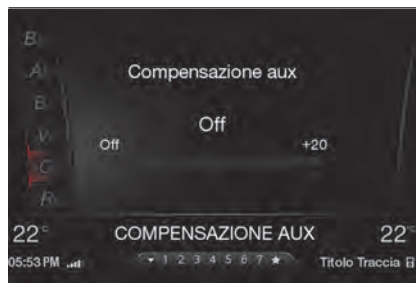 B
A
B
V
C
R
Compensazione aux
Off
Off +20
22° COMPENSAZIONE AUX 22°
05:53 PM 1 2 3 4 5 6 7 Titolo Traccia